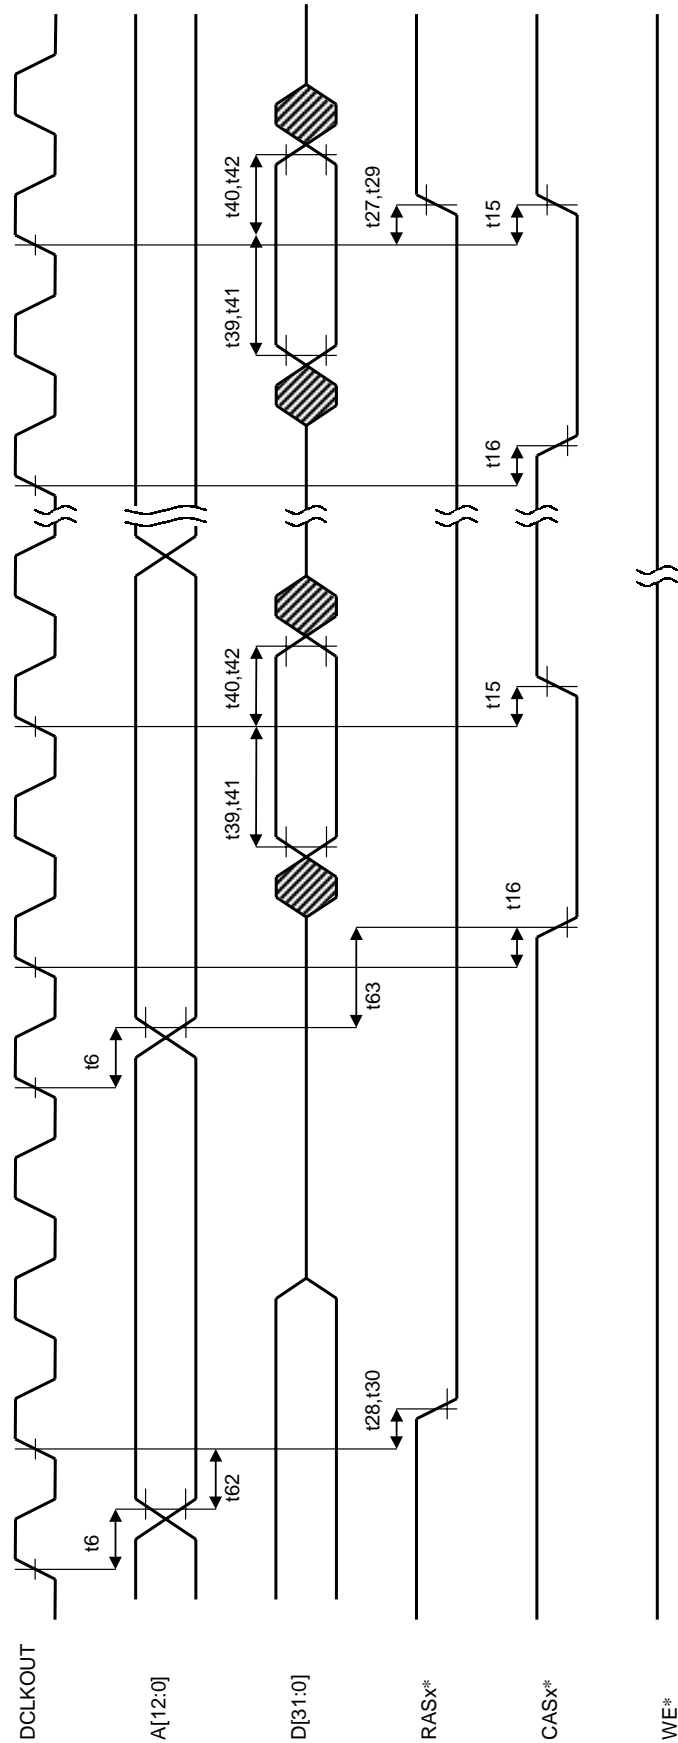 DCLKOUT
t6
t6
A[12:0]
t62
t39,t41
t40,t42
t39,t41
t40,t42
D[31:0]
t28,t30
t63
t27,t29
RASx*
t16
t15
t16
t15
CASx*
WE*